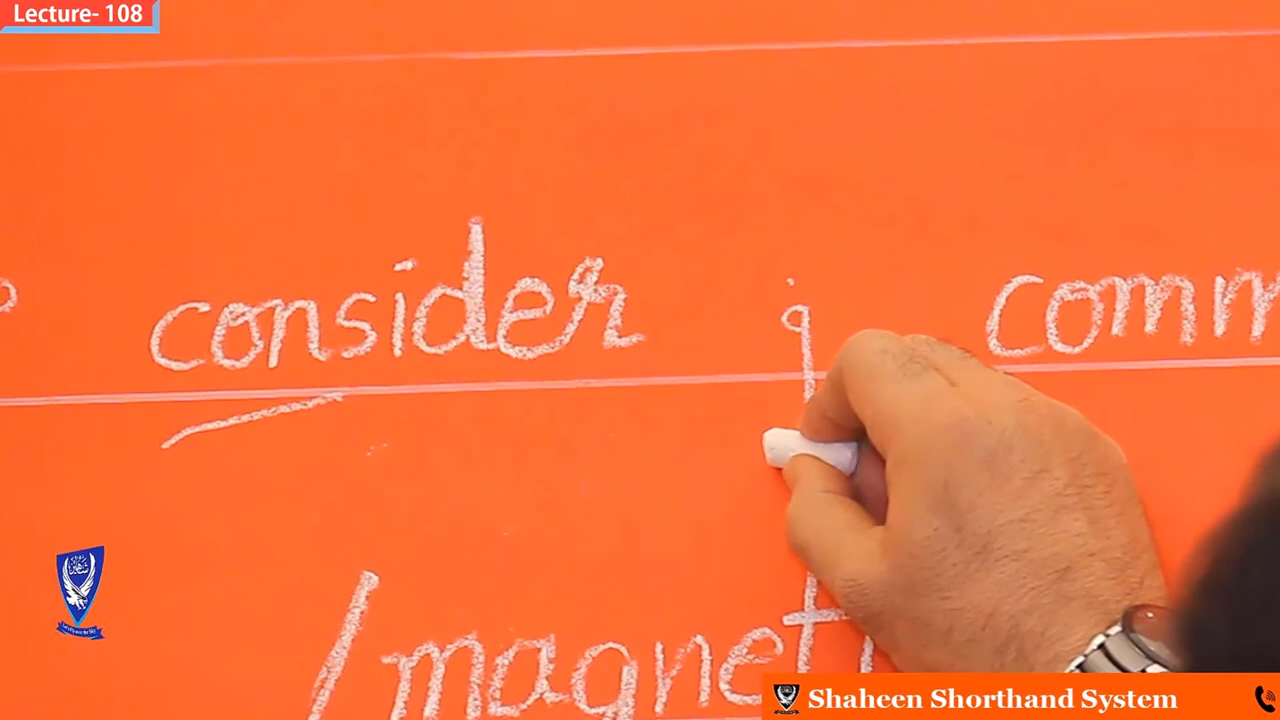 Lecture- 108
consider comm
magnet
Shaheen Shorthand System